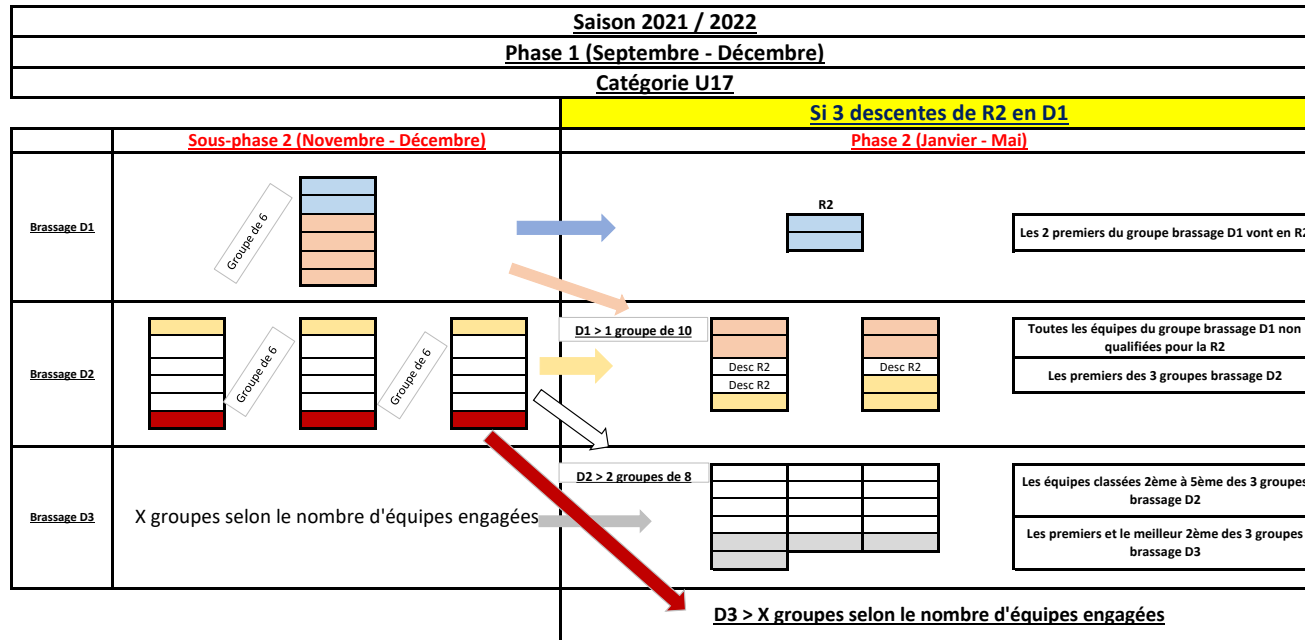 Saison 2021 / 2022
Phase 1 (Septembre - Décembre)
Catégorie U17
Si 3 descentes de R2 en D1
Sous-phase 2 (Novembre - Décembre)
Phase 2 (Janvier - Mai)
Brassage D1
Groupe de 6
R2
Les 2 premiers du groupe brassage D1 vont en R2
Brassage D2
Groupe de 6
Groupe de 6
D1 > 1 groupe de 10
Desc R2
Desc R2
Desc R2
Toutes les équipes du groupe brassage D1 non
qualifiées pour la R2
Les premiers des 3 groupes brassage D2
Brassage D3
X groupes selon le nombre d'équipes engagées
D2 > 2 groupes de 8
Les équipes classées 2ème à 5ème des 3 groupes
brassage D2
Les premiers et le meilleur 2ème des 3 groupes
brassage D3
D3 > X groupes selon le nombre d'équipes engagées